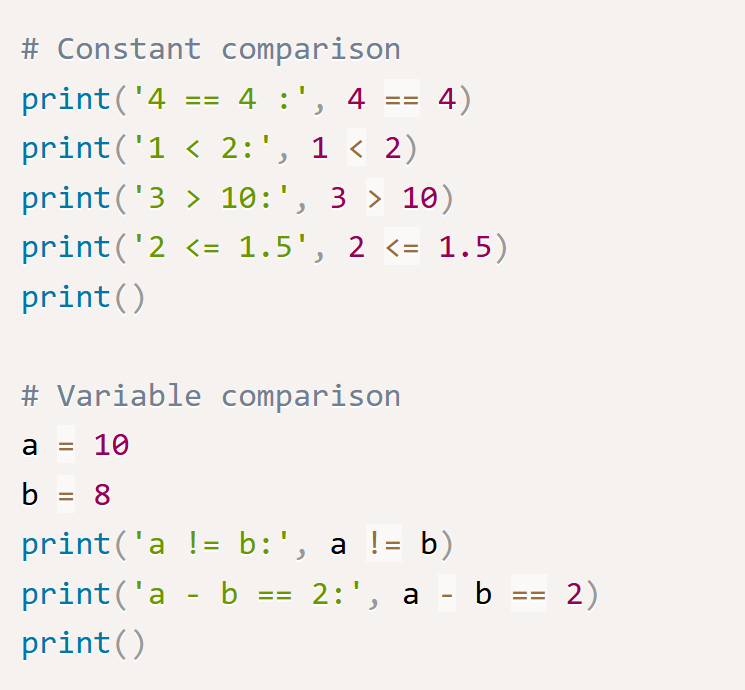 # Constant comparison
print('4 == 4 :', 4 == 4)
print('1 < 2:', 1 < 2)
print('3 > 10:', 3 > 10)
print('2 <= 1.5', 2 <= 1.5)
print()
# Variable comparison
a = 10
b = 8
print('a != b:', a != b)
print('a - b == 2:', a - b == 2)
print()